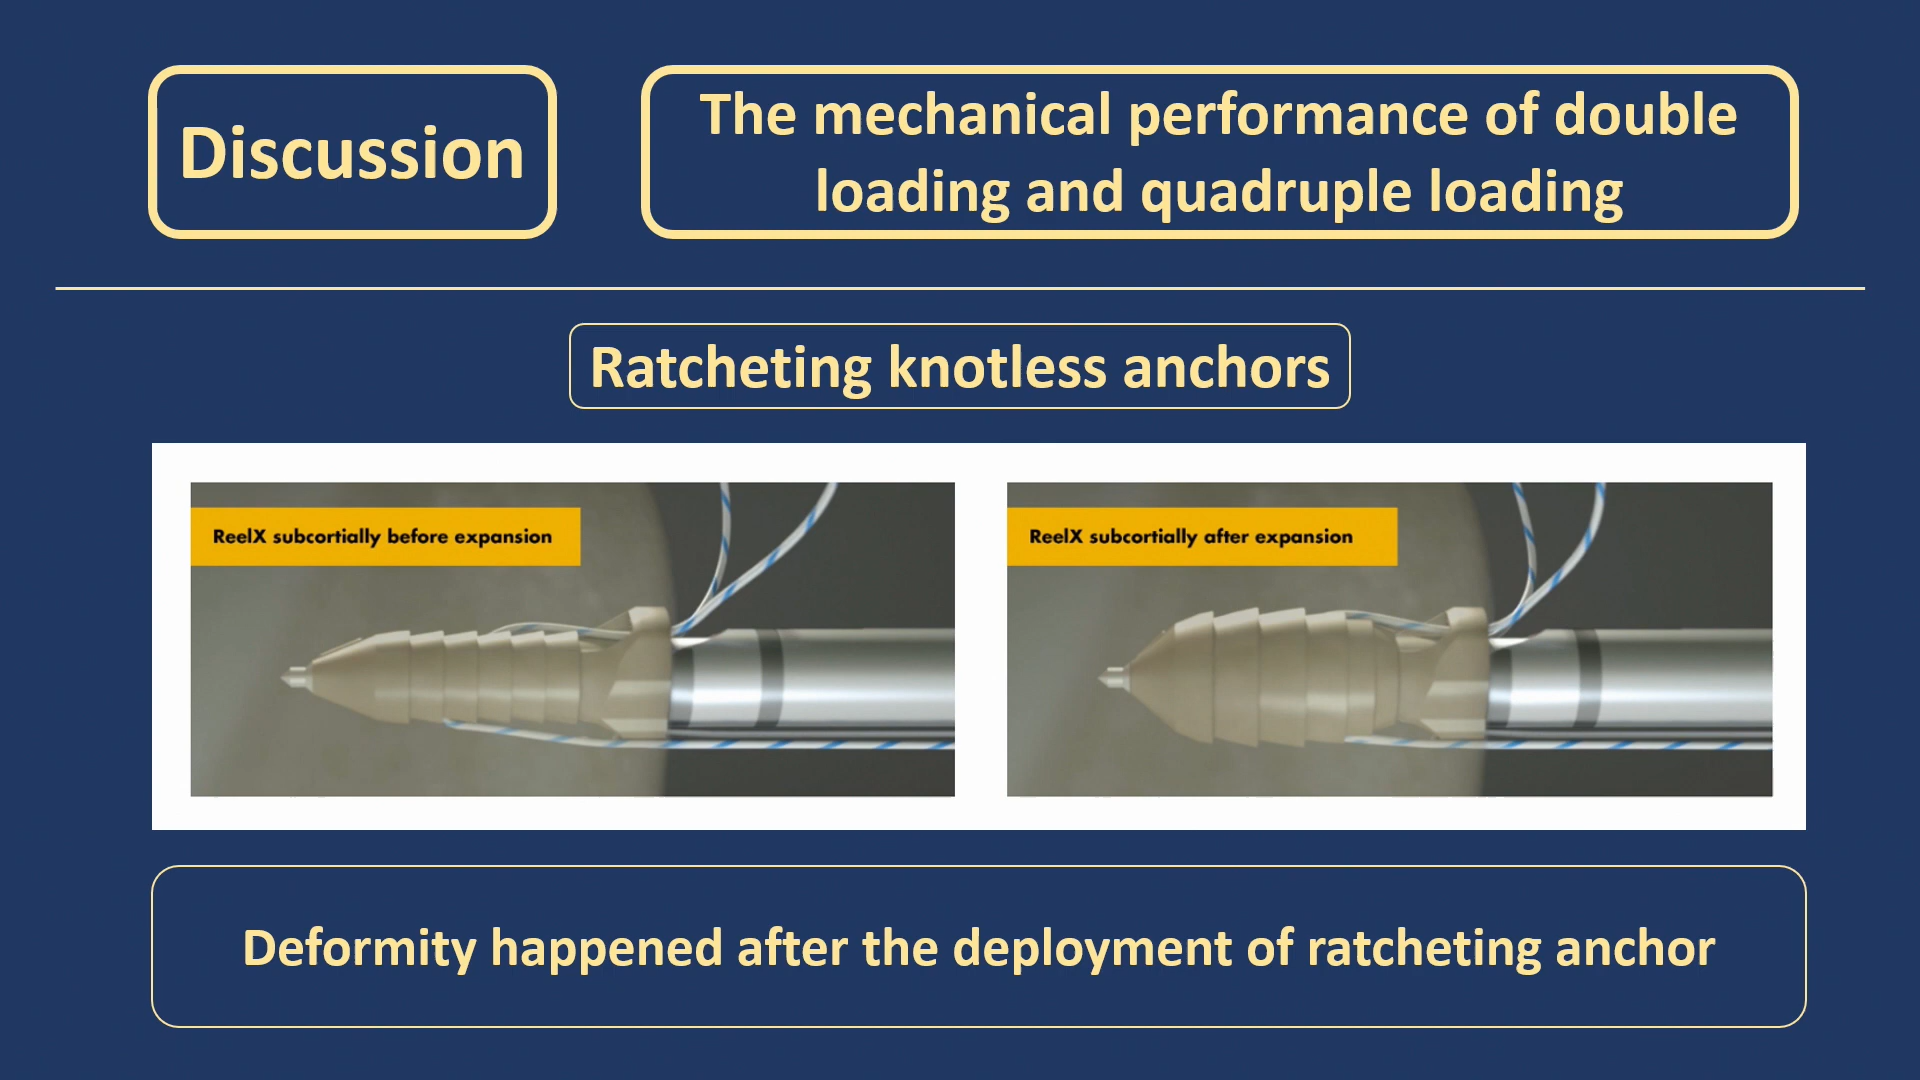 Discussion
The mechanical performance of double
loading and quadruple loading
Ratcheting knotless anchors
ReelX subcortially before expansion
ReelX subcortially after expansion
Deformity happened after the deployment of ratcheting anchor